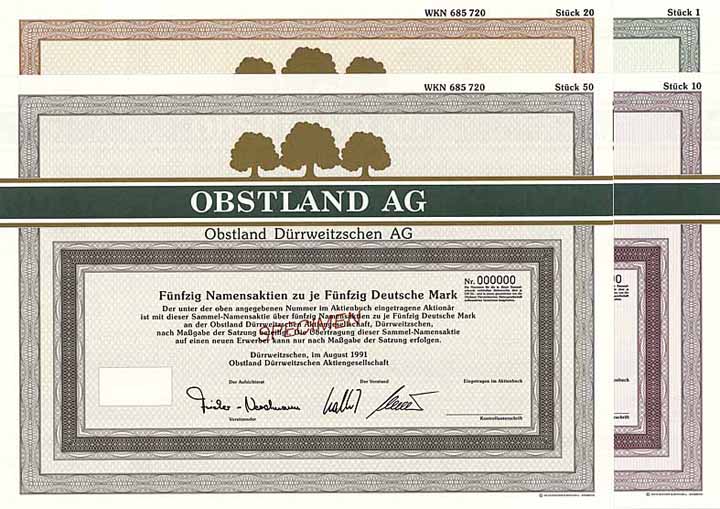 WKN 685 720 Stück 20 Stück 1
WKN 685 720 Stück 50 Stück 10
OBSTLAND AG
Obstland Dürrweitzschen AG
Nr. 000000 000
Fünfzig Namensaktien zu je Fünfzig Deutsche Mark
Der unter der oben angegebenen Nummer im Aktienbuch eingetragene Aktionär
ist mit dieser Sammel-Namensaktie über fünfzig Namensaktien zu je Fünfzig Deutsche Mark
an der Obstland Dürrweitzschen Aktiengesellschaft, Dürrweitzschen,
nach Maßgabe der Satzung beteiligt. Die Übertragung dieser Sammel-Namensaktie
auf einen neuen Erwerber kann nur nach Maßgabe der Satzung erfolgen.
SPECIMEN
Dürrweitzschen, im August 1991
Obstland Dürrweitzschen Aktiengesellschaft
Der Aufsichtsrat Der Vorstand Eingetragen im Aktienbuch
Vorsitzender Kontrollunterschrift